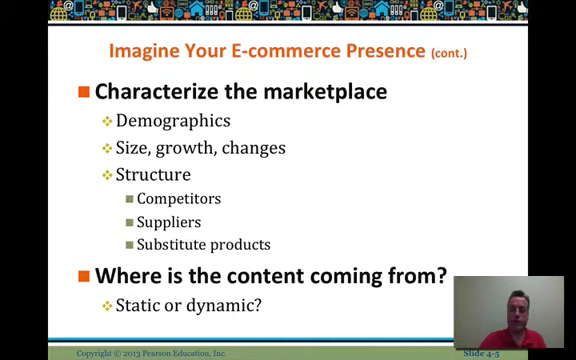 Imagine Your E-commerce Presence (cont.)
Characterize the marketplace
Demographics
Size, growth, changes
Structure
Competitors
Suppliers
Substitute products
Where is the content coming from?
Static or dynamic?
Copyright © 2013 Pearson Education, Inc.
Slide 4-5